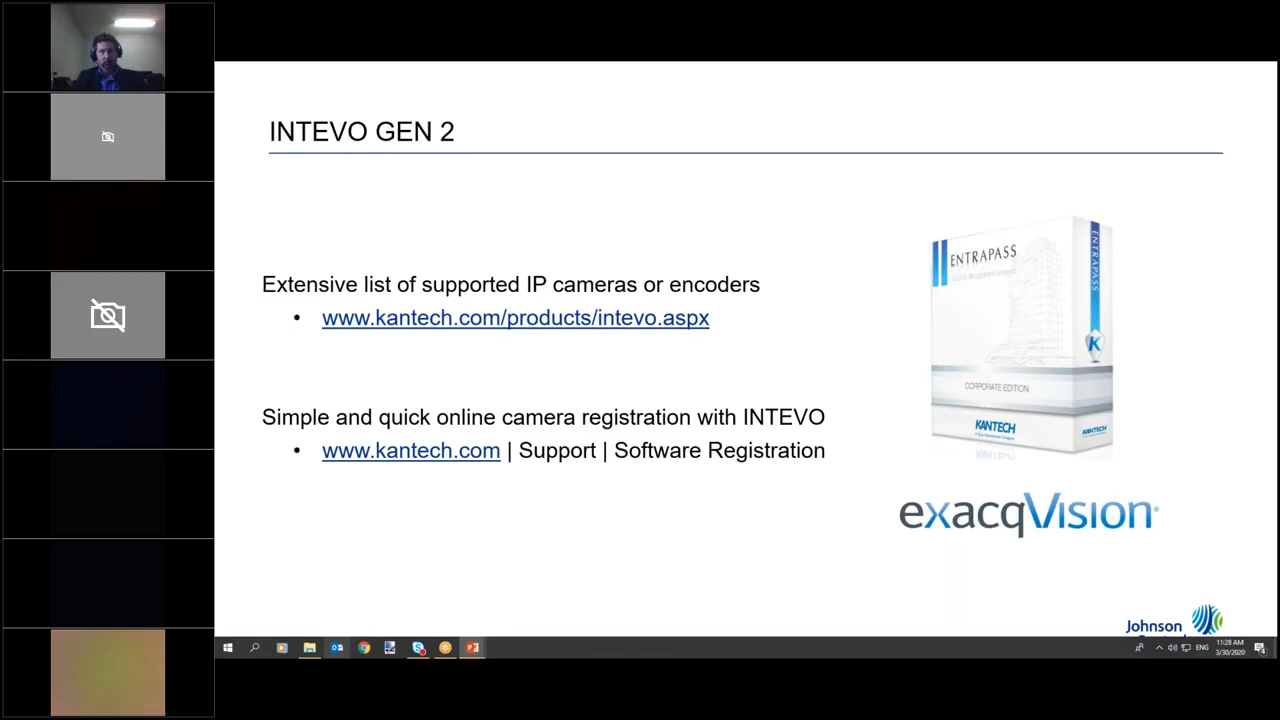 INTEVO GEN 2
Extensive list of supported IP cameras or encoders
• www.kantech.com/products/intevo.aspx
Simple and quick online camera registration with INTEVO
• www.kantech.com | Support | Software Registration
ENTRAPASS
ENTRAPASS
K
CORPORATE EDITION
KANTECH
KANTECH
exacqVision
Johnson
11:28 AM
ENG
3/30/2020